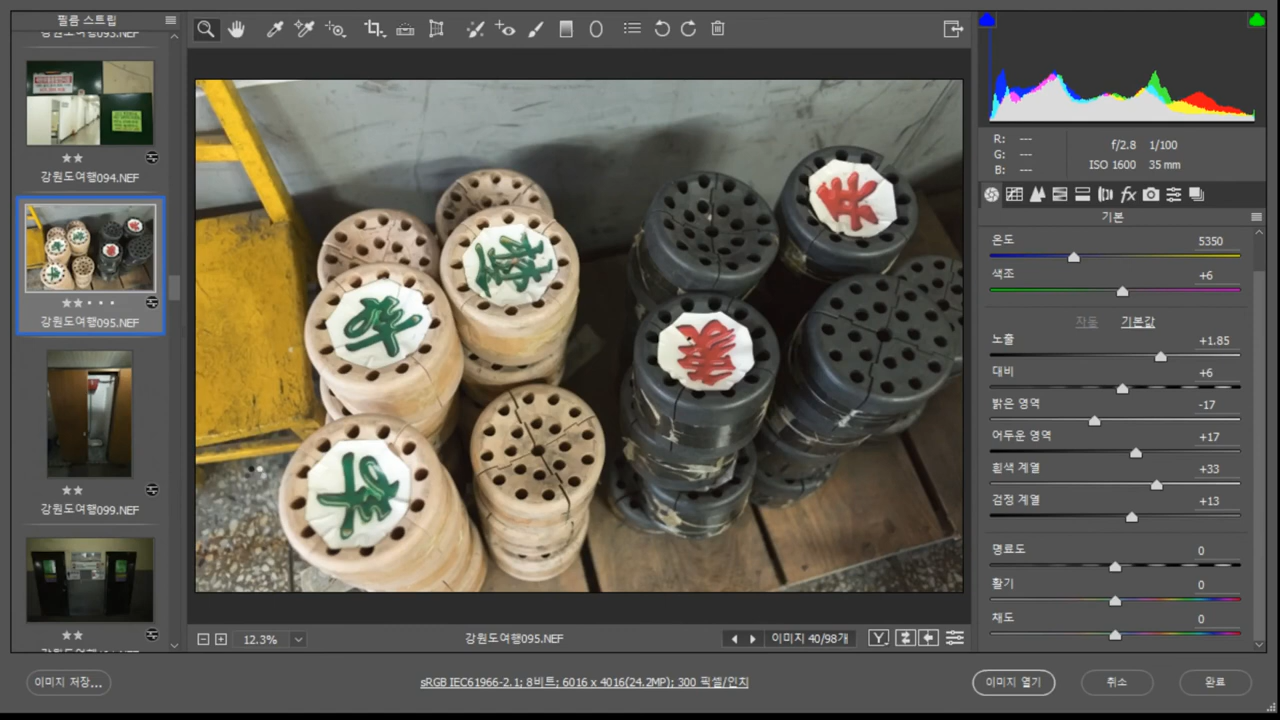 필름 스트립
강원도여행093.NEF
강원도여행094.NEF
강원도여행095.NEF
강원도여행099.NEF
12.3%
강원도여행095.NEF
이미지 40/98개
R: ---
G: ---
B: ---
f/2.8 1/100
ISO 1600 35 mm
기본
온도 5350
색조 +6
자동 기본값
노출 +1.85
대비 +6
밝은 영역 -17
어두운 영역 +17
흰색 계열 +33
검정 계열 +13
명료도 0
활기 0
채도 0
이미지 저장...
sRGB IEC61966-2.1; 8비트; 6016 x 4016(24.2MP); 300 픽셀/인치
이미지 열기
취소
완료